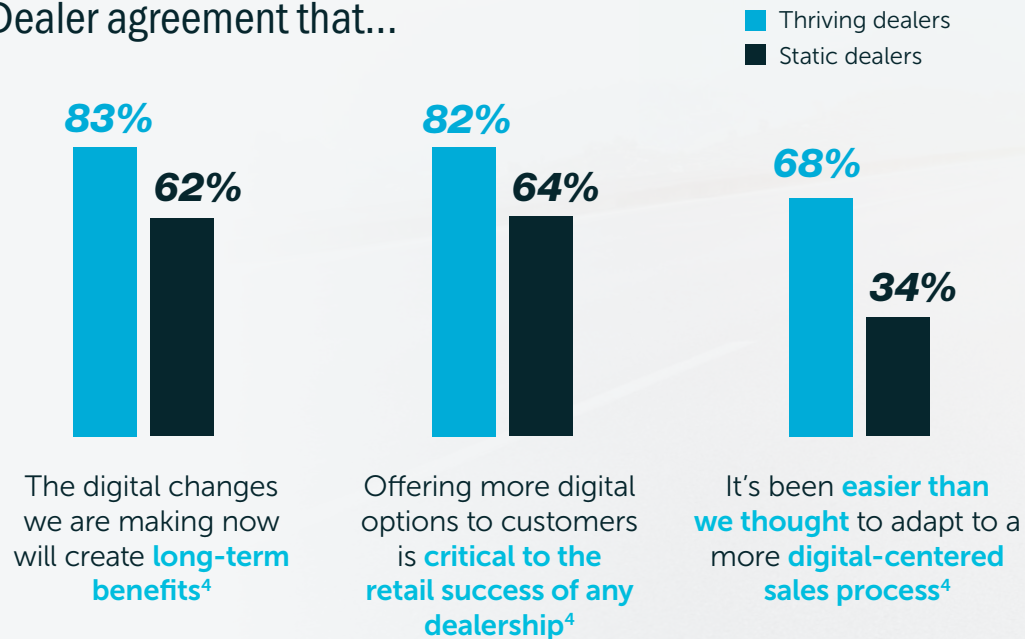 Dealer agreement that...
Thriving dealers
Static dealers
83%
62%
82%
64%
68%
34%
The digital changes
we are making now
will create long-term
benefits⁴
Offering more digital
options to customers
is critical to the
retail success of any
dealership⁴
It's been easier than
we thought to adapt to a
more digital-centered
sales process⁴